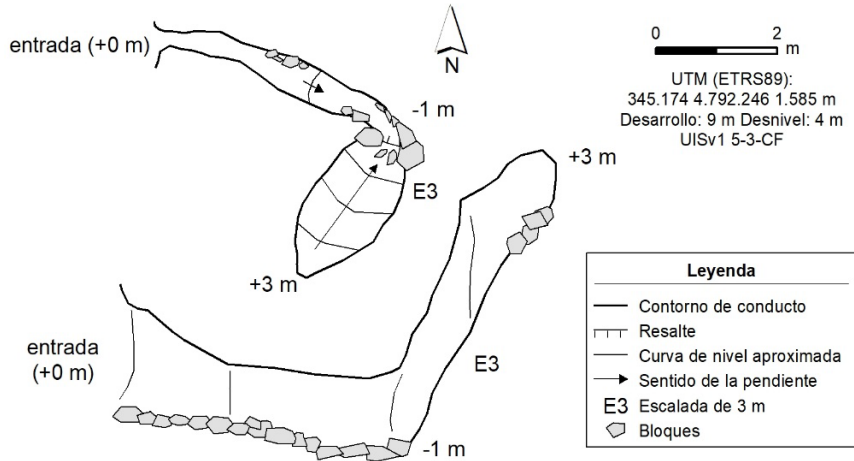 entrada (+0 m)
-1 m
E3
+3 m
N
0 2
m
UTM (ETRS89):
345.174 4.792.246 1.585 m
Desarrollo: 9 m Desnivel: 4 m
UISv1 5-3-CF
entrada
(+0 m)
+3 m
E3
-1 m
Leyenda
Contorno de conducto
Resalte
Curva de nivel aproximada
Sentido de la pendiente
E3 Escalada de 3 m
Bloques